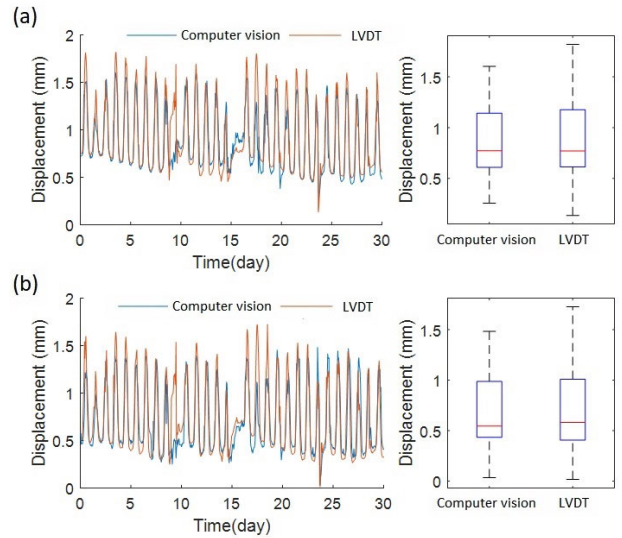 (a)
Computer vision LVDT
Displacement (mm)
2
1.5
1
0.5
0
0 5 10 15 20 25 30
Time(day)
Displacement (mm)
1.5
1
0.5
Computer vision LVDT
(b)
Computer vision LVDT
Displacement (mm)
2
1.5
1
0.5
0
0 5 10 15 20 25 30
Time(day)
Displacement (mm)
1.5
1
0.5
0
Computer vision LVDT